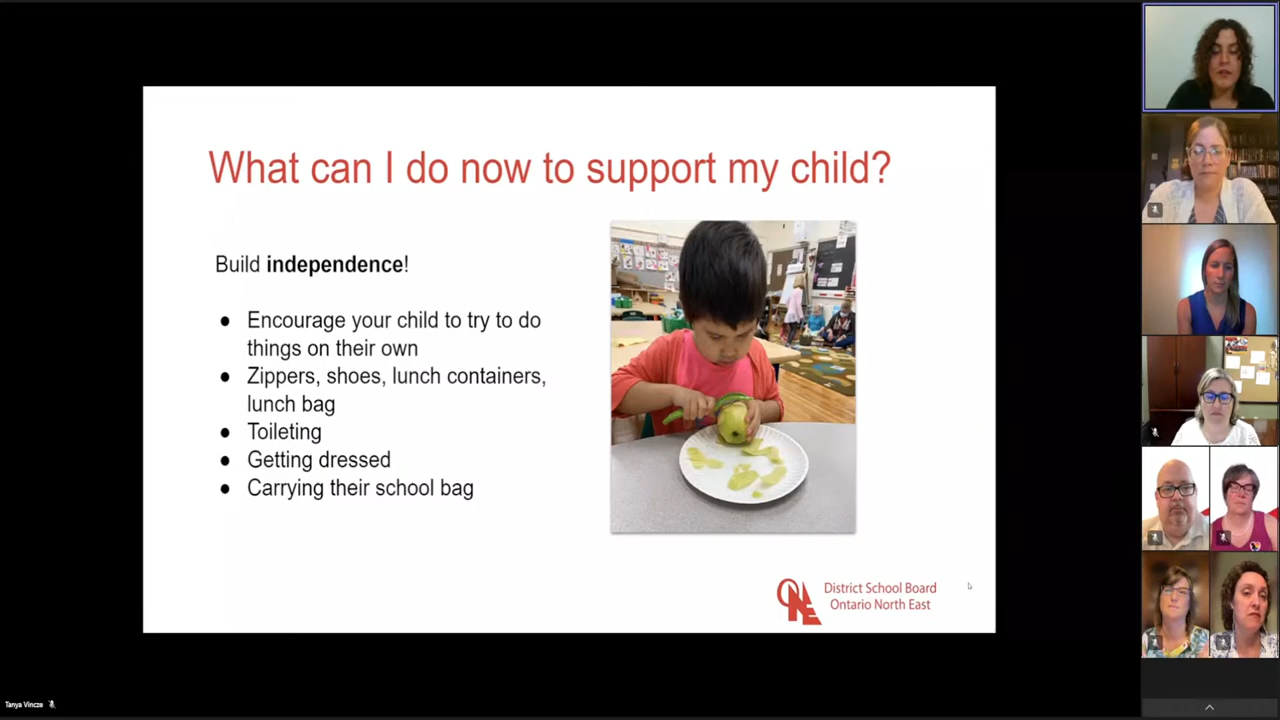 What can I do now to support my child?
Build independence!
● Encourage your child to try to do
things on their own
● Zippers, shoes, lunch containers,
lunch bag
● Toileting
● Getting dressed
● Carrying their school bag
ONE
District School Board
Ontario North East
Tanya Vincze